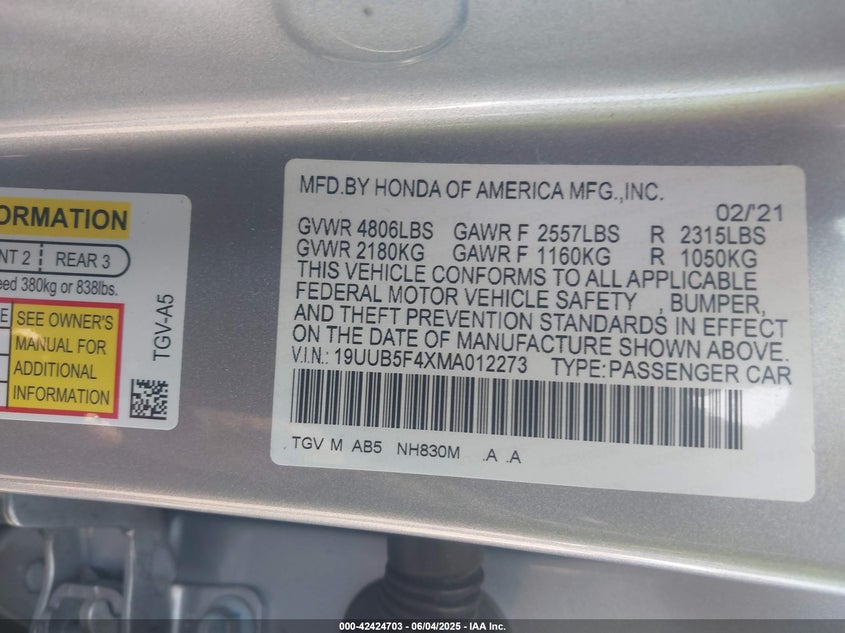 ORMATION
NT 2 REAR 3
eed 380kg or 838lbs.
E SEE OWNER'S
MANUAL FOR
ADDITIONAL
INFORMATION
TGV-A5
MFD.BY HONDA OF AMERICA MFG.,INC.
02/'21
GVWR 4806LBS GAWR F 2557LBS R 2315LBS
GVWR 2180KG GAWR F 1160KG R 1050KG
THIS VEHICLE CONFORMS TO ALL APPLICABLE
FEDERAL MOTOR VEHICLE SAFETY , BUMPER,
AND THEFT PREVENTION STANDARDS IN EFFECT
ON THE DATE OF MANUFACTURE SHOWN ABOVE.
V.I.N.: 19UUB5F4XMA012273 TYPE:PASSENGER CAR
TGV M AB5 NH830M .A .A
000-42424703 - 06/04/2025 - IAA Inc.